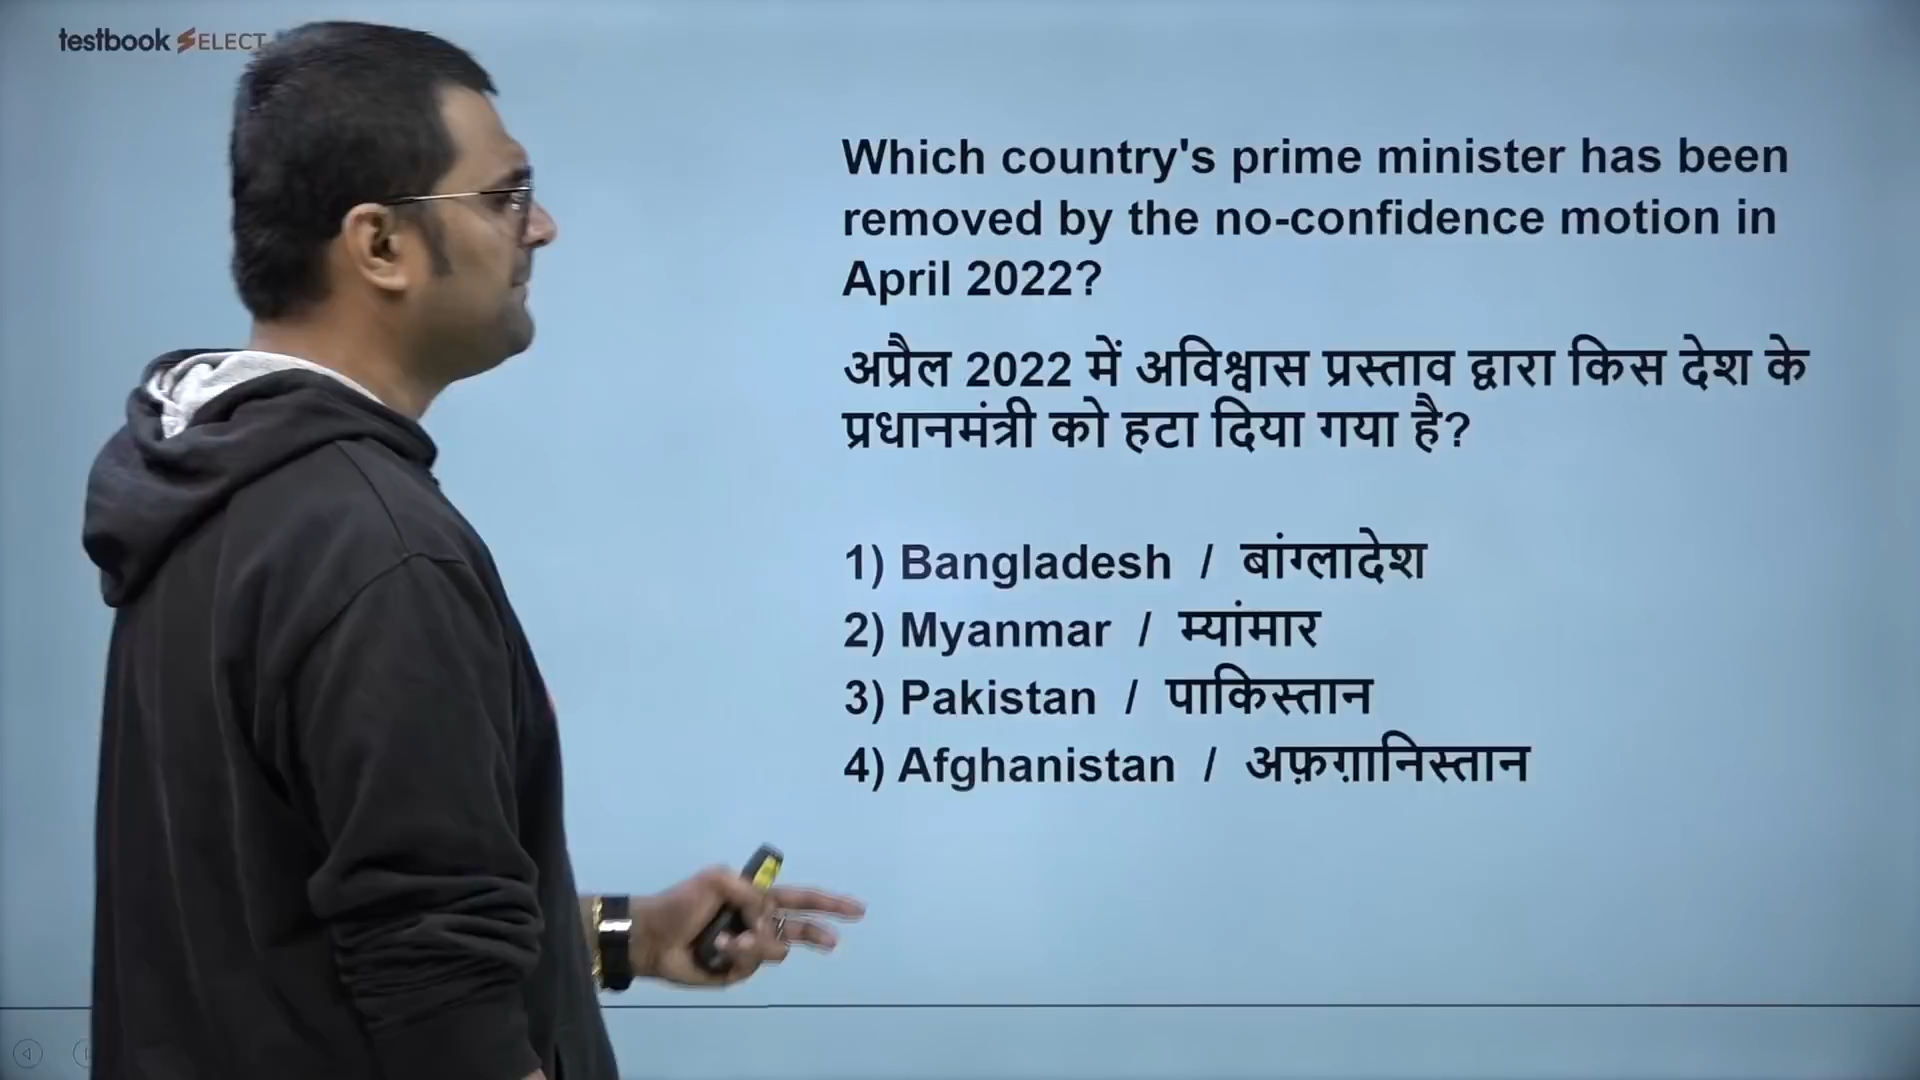 testbook SELECT
Which country's prime minister has been
removed by the no-confidence motion in
April 2022?
अप्रैल 2022 में अविश्वास प्रस्ताव द्वारा किस देश के
प्रधानमंत्री को हटा दिया गया है?
1) Bangladesh / बांग्लादेश
2) Myanmar / म्यांमार
3) Pakistan / पाकिस्तान
4) Afghanistan / अफ़ग़ानिस्तान